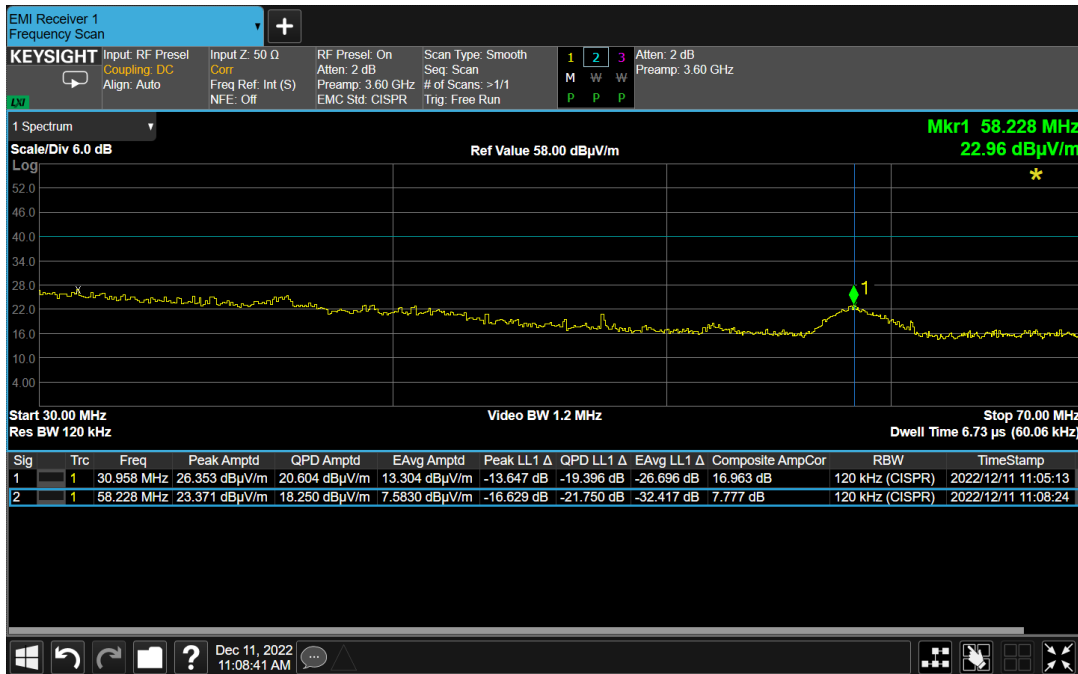 EMI Receiver 1
Frequency Scan
+
KEYSIGHT
LXI
Input: RF Presel
Coupling: DC
Align: Auto
Input Z: 50 Ω
Corr
Freq Ref: Int (S)
NFE: Off
RF Presel: On
Atten: 2 dB
Preamp: 3.60 GHz
EMC Std: CISPR
Scan Type: Smooth
Seq: Scan
# of Scans: >1/1
Trig: Free Run
1 2 3
M W W
P P P
Atten: 2 dB
Preamp: 3.60 GHz
1 Spectrum
Mkr1 58.228 MHz
Scale/Div 6.0 dB
Ref Value 58.00 dBµV/m
22.96 dBµV/m
Log
*
52.0
46.0
40.0
34.0
28.0
1
22.0
16.0
10.0
4.00
Start 30.00 MHz
Video BW 1.2 MHz
Stop 70.00 MHz
Res BW 120 kHz
Dwell Time 6.73 µs (60.06 kHz)
Sig Trc Freq Peak Amptd QPD Amptd EAvg Amptd Peak LL1 Δ QPD LL1 Δ EAvg LL1 Δ Composite AmpCor RBW TimeStamp
1 1 30.958 MHz 26.353 dBµV/m 20.604 dBµV/m 13.304 dBµV/m -13.647 dB -19.396 dB -26.696 dB 16.963 dB 120 kHz (CISPR) 2022/12/11 11:05:13
2 1 58.228 MHz 23.371 dBµV/m 18.250 dBµV/m 7.5830 dBµV/m -16.629 dB -21.750 dB -32.417 dB 7.777 dB 120 kHz (CISPR) 2022/12/11 11:08:24
?
Dec 11, 2022
11:08:41 AM